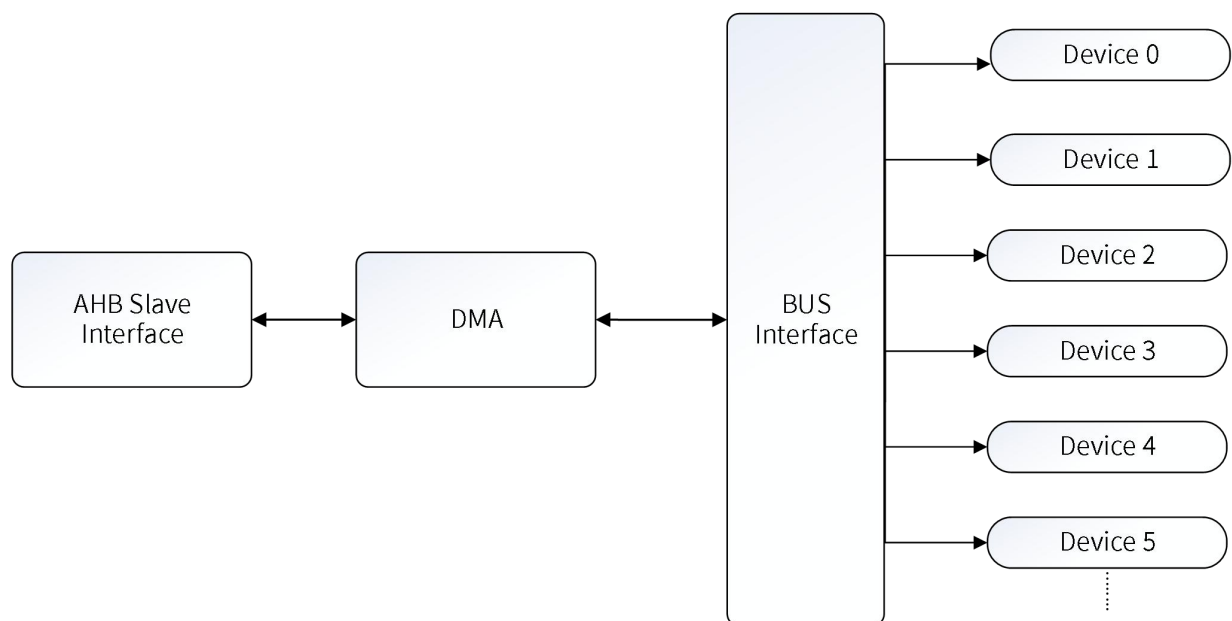 AHB Slave
Interface
DMA
BUS
Interface
Device 0
Device 1
Device 2
Device 3
Device 4
Device 5